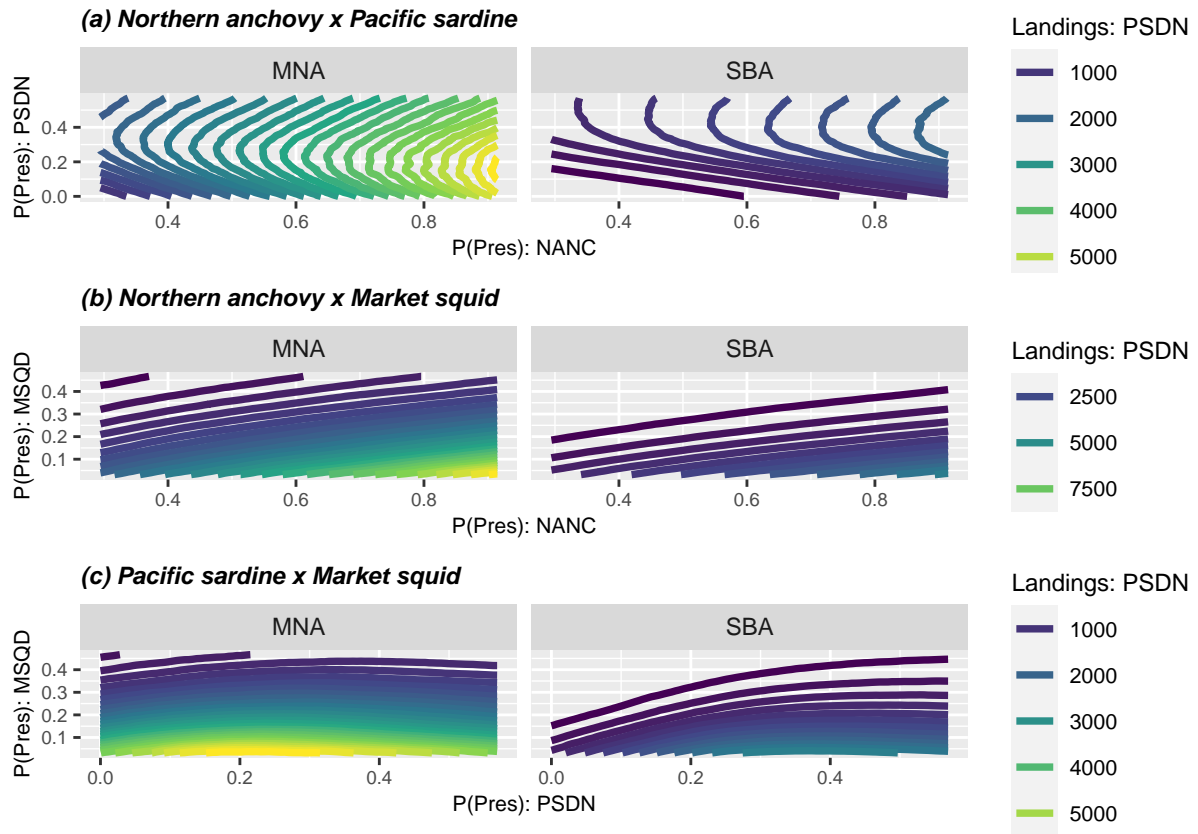 (a) Northern anchovy x Pacific sardine
MNA
SBA
P(Pres): PSDN
0.4
0.2
0.0
0.4
0.6
0.8
0.4
0.6
0.8
P(Pres): NANC
Landings: PSDN
1000
2000
3000
4000
5000
(b) Northern anchovy x Market squid
MNA
SBA
P(Pres): MSQD
0.4
0.3
0.2
0.1
0.4
0.6
0.8
0.4
0.6
0.8
P(Pres): NANC
Landings: PSDN
2500
5000
7500
(c) Pacific sardine x Market squid
MNA
SBA
P(Pres): MSQD
0.4
0.3
0.2
0.1
0.0
0.2
0.4
0.0
0.2
0.4
P(Pres): PSDN
Landings: PSDN
1000
2000
3000
4000
5000